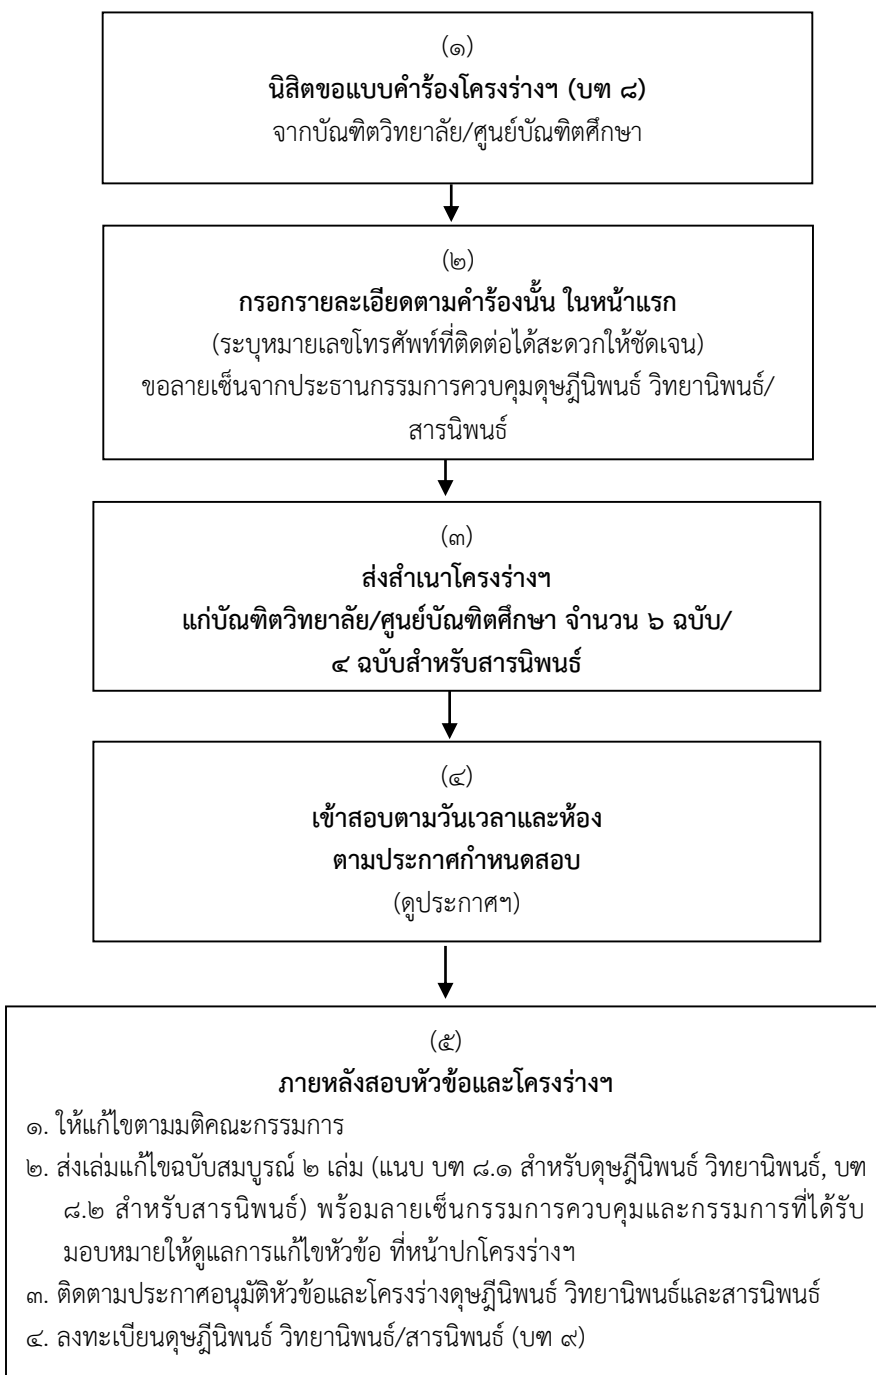 (๑)
นิสิตขอแบบคำร้องโครงร่างฯ (บฑ ๘)
จากบัณฑิตวิทยาลัย/ศูนย์บัณฑิตศึกษา
(๒)
กรอกรายละเอียดตามคำร้องนั้น ในหน้าแรก
(ระบุหมายเลขโทรศัพท์ที่ติดต่อได้สะดวกให้ชัดเจน)
ขอลายเซ็นจากประธานกรรมการควบคุมดุษฎีนิพนธ์ วิทยานิพนธ์/
สารนิพนธ์
(๓)
ส่งสำเนาโครงร่างฯ
แก่บัณฑิตวิทยาลัย/ศูนย์บัณฑิตศึกษา จำนวน ๖ ฉบับ/
๔ ฉบับสำหรับสารนิพนธ์
(๔)
เข้าสอบตามวันเวลาและห้อง
ตามประกาศกำหนดสอบ
(ดูประกาศฯ)
(๕)
ภายหลังสอบหัวข้อและโครงร่างฯ
๑. ให้แก้ไขตามมติคณะกรรมการ
๒. ส่งเล่มแก้ไขฉบับสมบูรณ์ ๒ เล่ม (แนบ บฑ ๘.๑ สำหรับดุษฎีนิพนธ์ วิทยานิพนธ์, บฑ
๘.๒ สำหรับสารนิพนธ์) พร้อมลายเซ็นกรรมการควบคุมและกรรมการที่ได้รับ
มอบหมายให้ดูแลการแก้ไขหัวข้อ ที่หน้าปกโครงร่างฯ
๓. ติดตามประกาศอนุมัติหัวข้อและโครงร่างดุษฎีนิพนธ์ วิทยานิพนธ์และสารนิพนธ์
๔. ลงทะเบียนดุษฎีนิพนธ์ วิทยานิพนธ์/สารนิพนธ์ (บฑ ๙)